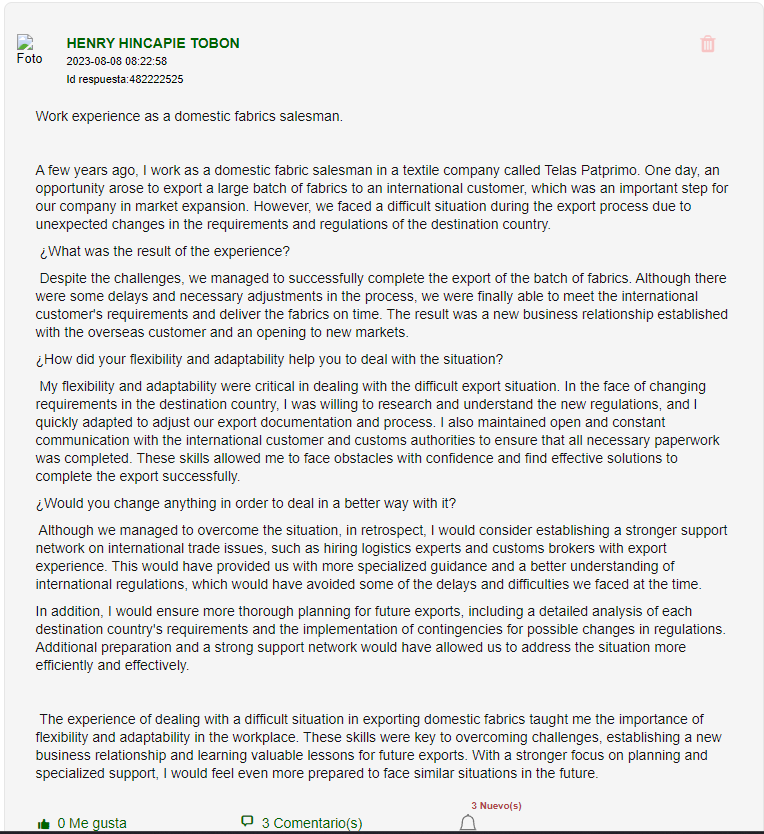 Foto
HENRY HINCAPIE TOBON
2023-08-08 08:22:58
Id respuesta:482222525
Work experience as a domestic fabrics salesman.
A few years ago, I work as a domestic fabric salesman in a textile company called Telas Patprimo. One day, an
opportunity arose to export a large batch of fabrics to an international customer, which was an important step for
our company in market expansion. However, we faced a difficult situation during the export process due to
unexpected changes in the requirements and regulations of the destination country.
¿What was the result of the experience?
Despite the challenges, we managed to successfully complete the export of the batch of fabrics. Although there
were some delays and necessary adjustments in the process, we were finally able to meet the international
customer's requirements and deliver the fabrics on time. The result was a new business relationship established
with the overseas customer and an opening to new markets.
¿How did your flexibility and adaptability help you to deal with the situation?
My flexibility and adaptability were critical in dealing with the difficult export situation. In the face of changing
requirements in the destination country, I was willing to research and understand the new regulations, and I
quickly adapted to adjust our export documentation and process. I also maintained open and constant
communication with the international customer and customs authorities to ensure that all necessary paperwork
was completed. These skills allowed me to face obstacles with confidence and find effective solutions to
complete the export successfully.
¿Would you change anything in order to deal in a better way with it?
Although we managed to overcome the situation, in retrospect, I would consider establishing a stronger support
network on international trade issues, such as hiring logistics experts and customs brokers with export
experience. This would have provided us with more specialized guidance and a better understanding of
international regulations, which would have avoided some of the delays and difficulties we faced at the time.
In addition, I would ensure more thorough planning for future exports, including a detailed analysis of each
destination country's requirements and the implementation of contingencies for possible changes in regulations.
Additional preparation and a strong support network would have allowed us to address the situation more
efficiently and effectively.
The experience of dealing with a difficult situation in exporting domestic fabrics taught me the importance of
flexibility and adaptability in the workplace. These skills were key to overcoming challenges, establishing a new
business relationship and learning valuable lessons for future exports. With a stronger focus on planning and
specialized support, I would feel even more prepared to face similar situations in the future.
3 Nuevo(s)
0 Me gusta 3 Comentario(s)